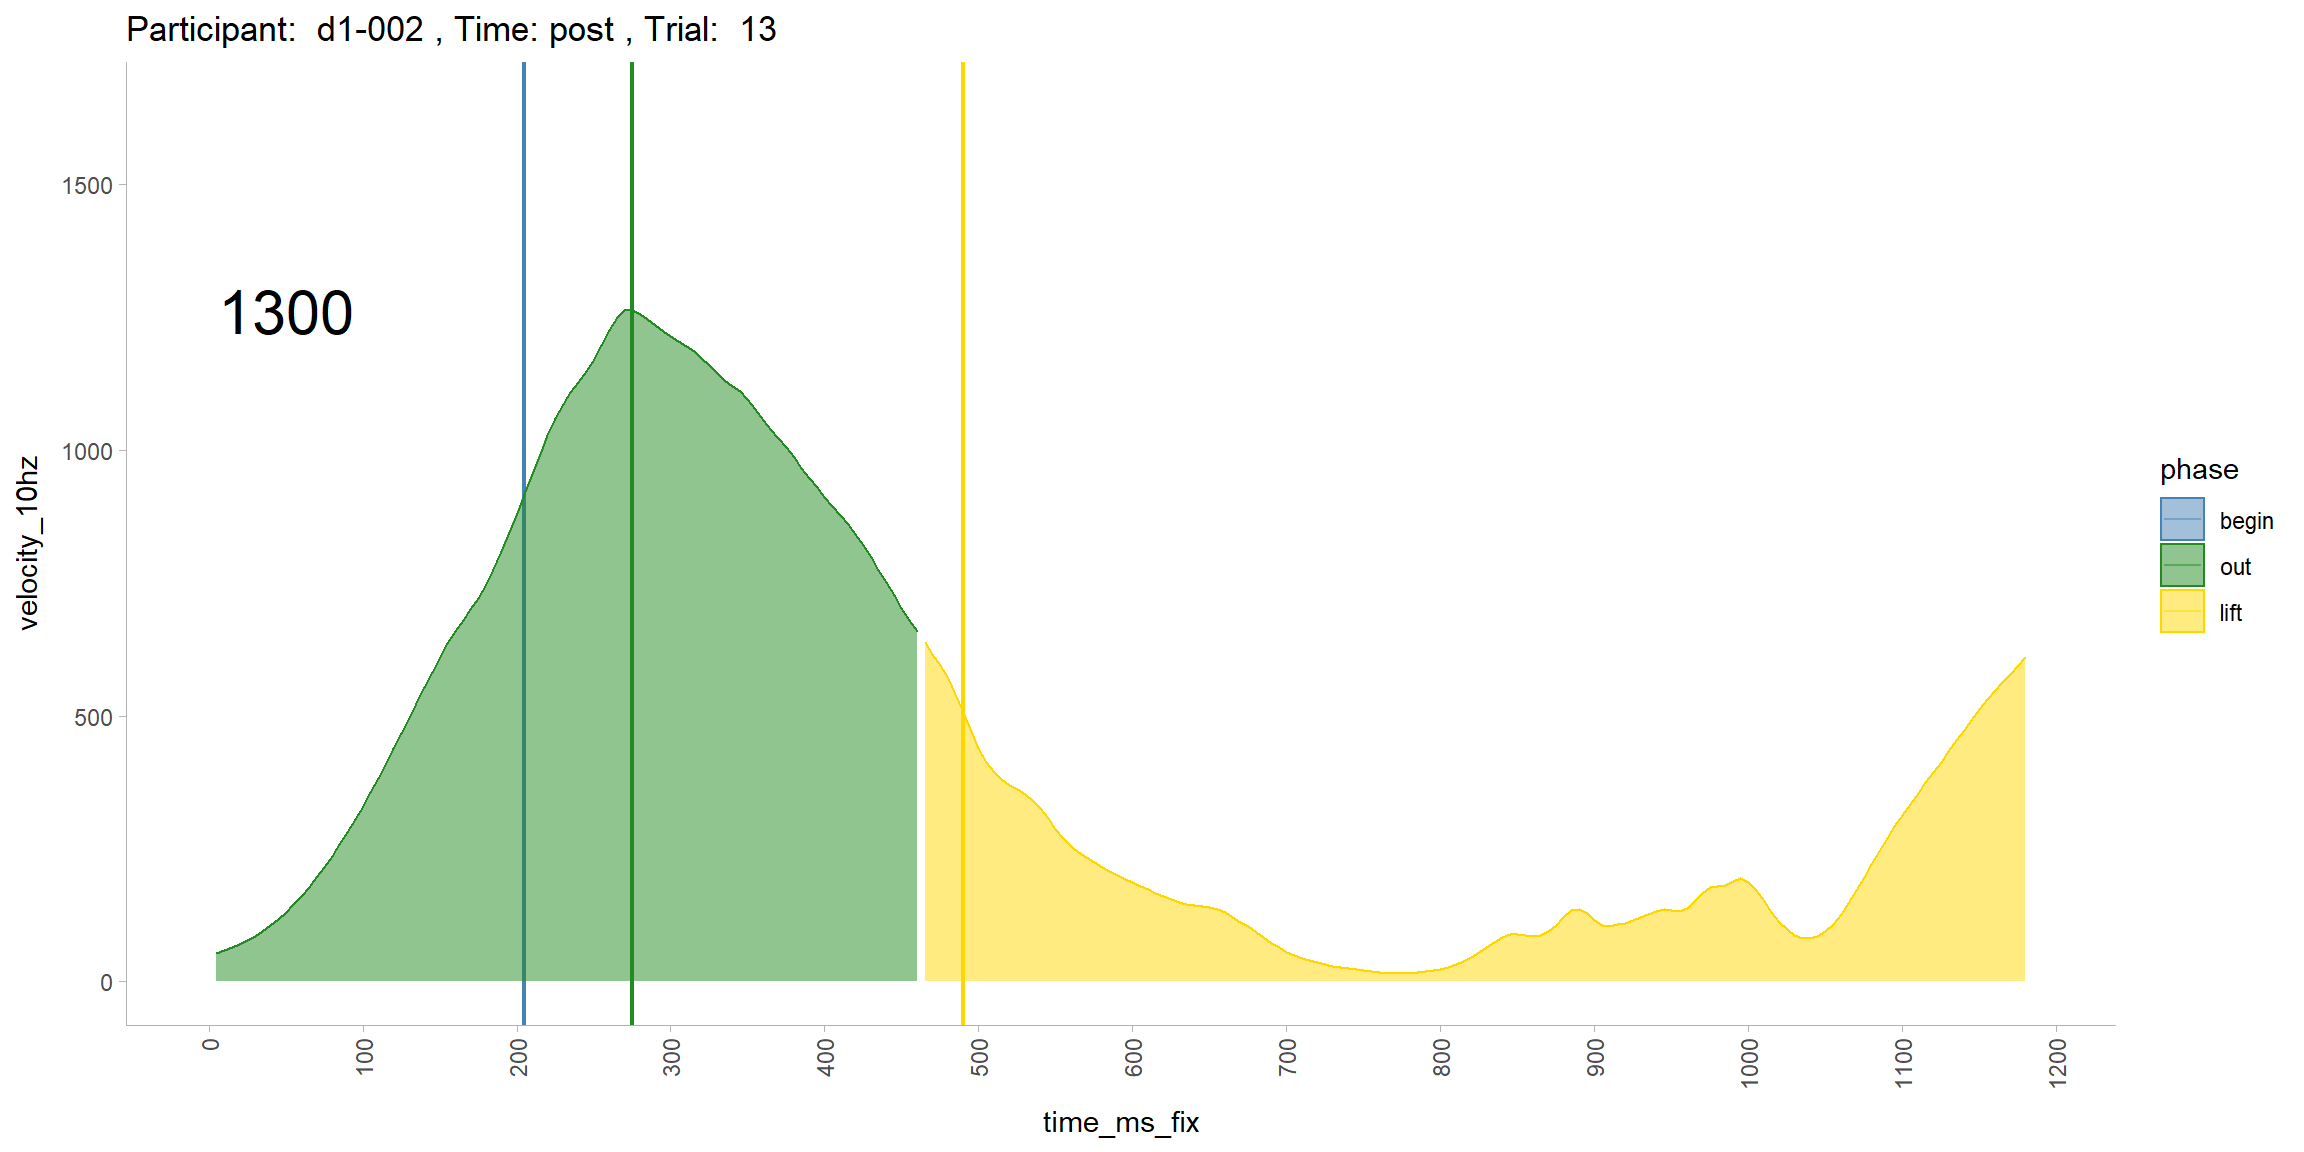 Participant:  d1-002 , Time: post , Trial:  13
1500
1000
500
0
1300
velocity_10hz
0 100 200 300 400 500 600 700 800 900 1000 1100 1200
time_ms_fix
phase
begin
out
lift